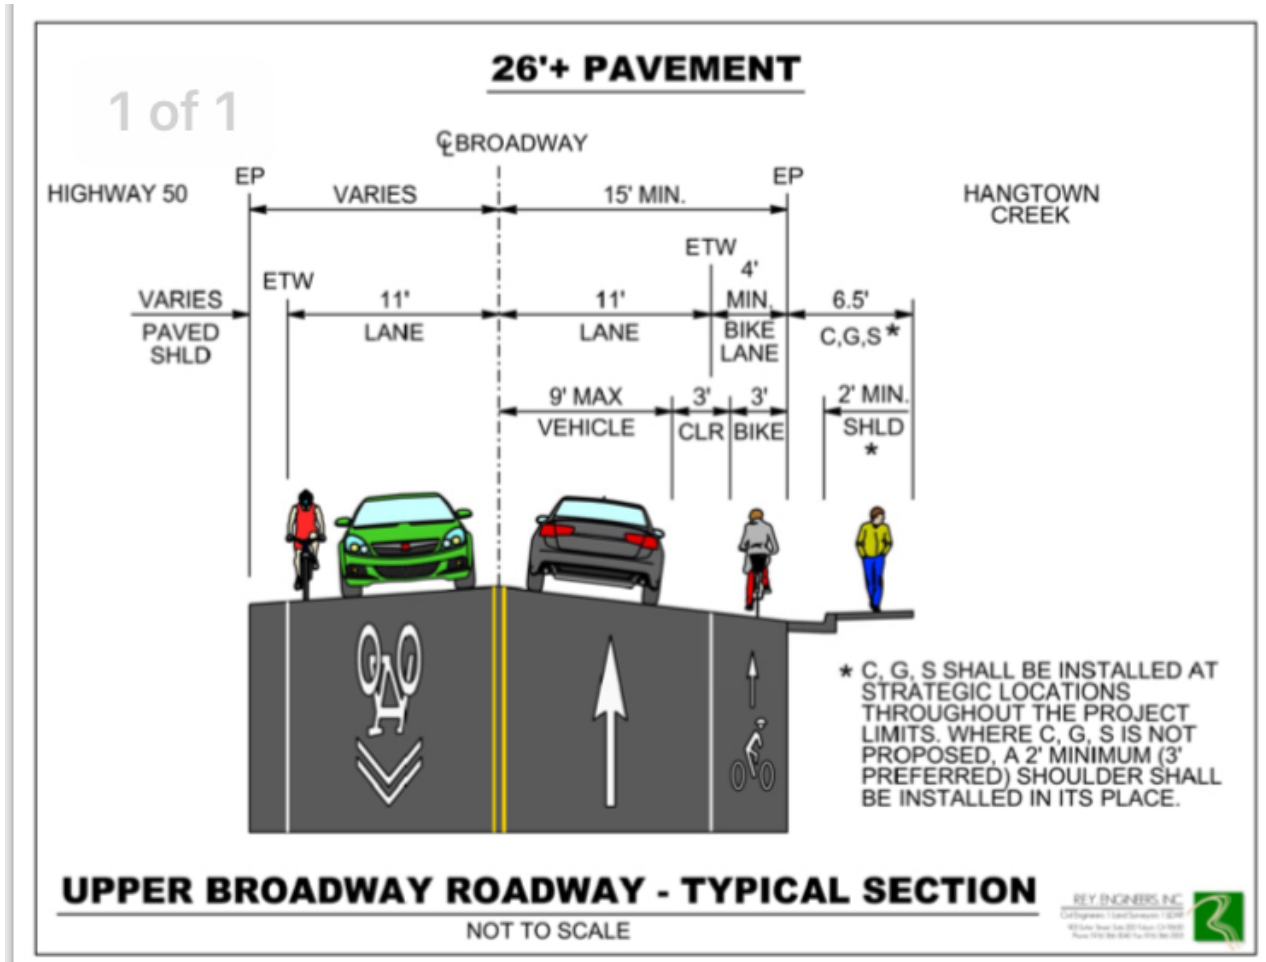 26'+ PAVEMENT
1 of 1
℄ BROADWAY
EP
EP
HIGHWAY 50
VARIES
15' MIN.
HANGTOWN
CREEK
ETW
ETW
4'
VARIES
11'
11'
MIN.
6.5'
PAVED
SHLD
LANE
LANE
BIKE
LANE
C,G,S*
9' MAX
3'
3'
2' MIN.
VEHICLE
CLR
BIKE
SHLD
*
* C, G, S SHALL BE INSTALLED AT
STRATEGIC LOCATIONS
THROUGHOUT THE PROJECT
LIMITS. WHERE C, G, S IS NOT
PROPOSED, A 2' MINIMUM (3'
PREFERRED) SHOULDER SHALL
BE INSTALLED IN ITS PLACE.
UPPER BROADWAY ROADWAY - TYPICAL SECTION
NOT TO SCALE
REY ENGINEERS, INC.